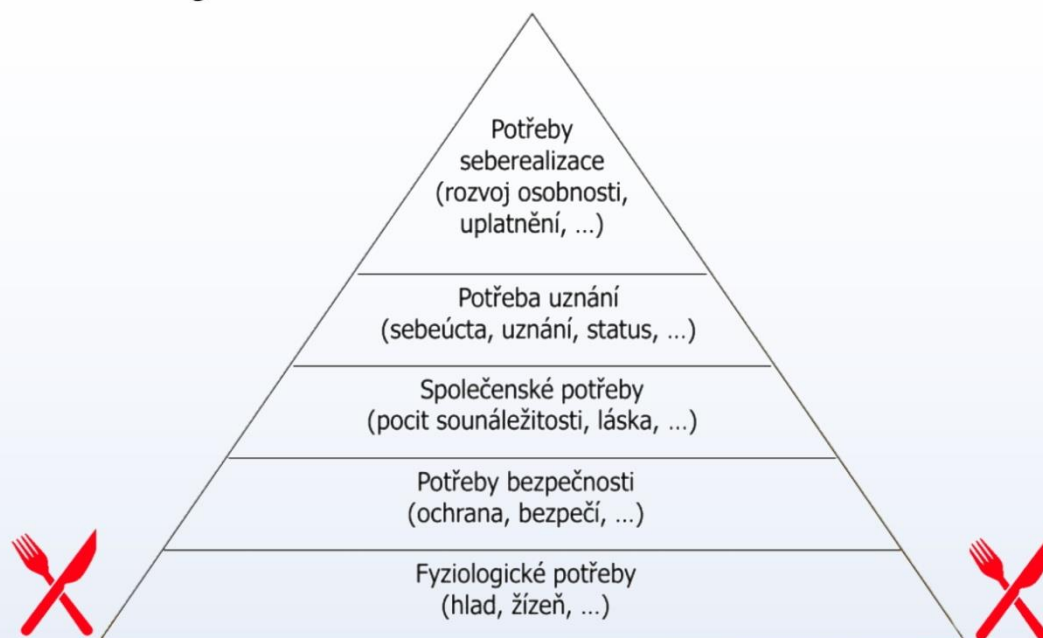 Potřeby
seberealizace
(rozvoj osobnosti,
uplatnění, ...)
Potřeba uznání
(sebeúcta, uznání, status, ...)
Společenské potřeby
(pocit sounáležitosti, láska, ...)
Potřeby bezpečnosti
(ochrana, bezpečí, ...)
Fyziologické potřeby
(hlad, žízeň, ...)